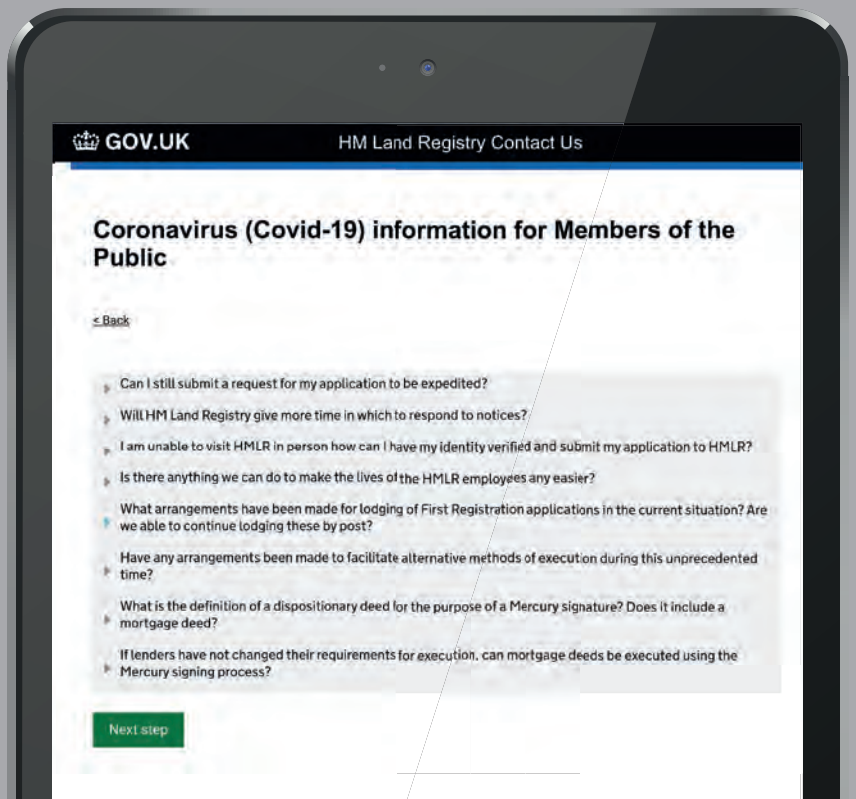 GOV.UK
HM Land Registry Contact Us
Coronavirus (Covid-19) information for Members of the
Public
< Back
Can I still submit a request for my application to be expedited?
Will HM Land Registry give more time in which to respond to notices?
I am unable to visit HMLR in person how can I have my identity verified and submit my application to HMLR?
Is there anything we can do to make the lives of the HMLR employees any easier?
What arrangements have been made for lodging of First Registration applications in the current situation? Are
we able to continue lodging these by post?
Have any arrangements been made to facilitate alternative methods of execution during this unprecedented
time?
What is the definition of a dispositionary deed for the purpose of a Mercury signature? Does it include a
mortgage deed?
If lenders have not changed their requirements for execution, can mortgage deeds be executed using the
Mercury signing process?
Next step